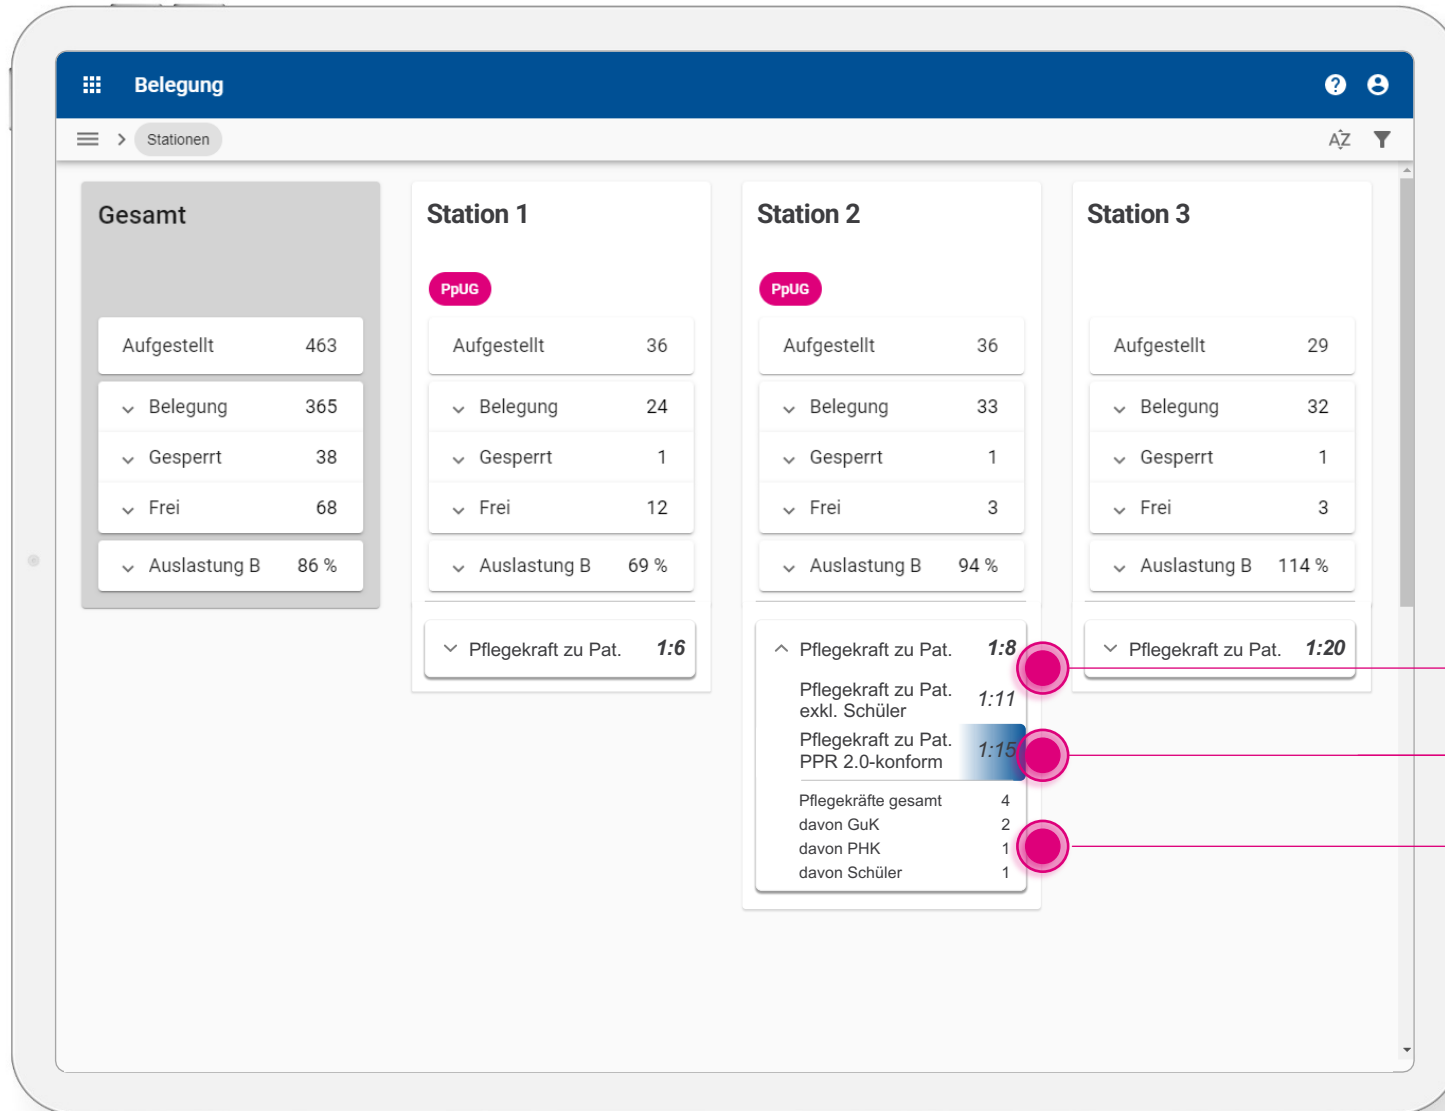 Belegung
Stationen
AZ
Gesamt
Aufgestellt 463
Belegung 365
Gesperrt 38
Frei 68
Auslastung B 86 %
Station 1
PpUG
Aufgestellt 36
Belegung 24
Gesperrt 1
Frei 12
Auslastung B 69 %
Pflegekraft zu Pat. 1:6
Station 2
PpUG
Aufgestellt 36
Belegung 33
Gesperrt 1
Frei 3
Auslastung B 94 %
Pflegekraft zu Pat. 1:8
Pflegekraft zu Pat.
exkl. Schüler 1:11
Pflegekraft zu Pat.
PPR 2.0-konform 1:15
Pflegekräfte gesamt 4
davon GuK 2
davon PHK 1
davon Schüler 1
Station 3
Aufgestellt 29
Belegung 32
Gesperrt 1
Frei 3
Auslastung B 114 %
Pflegekraft zu Pat. 1:20